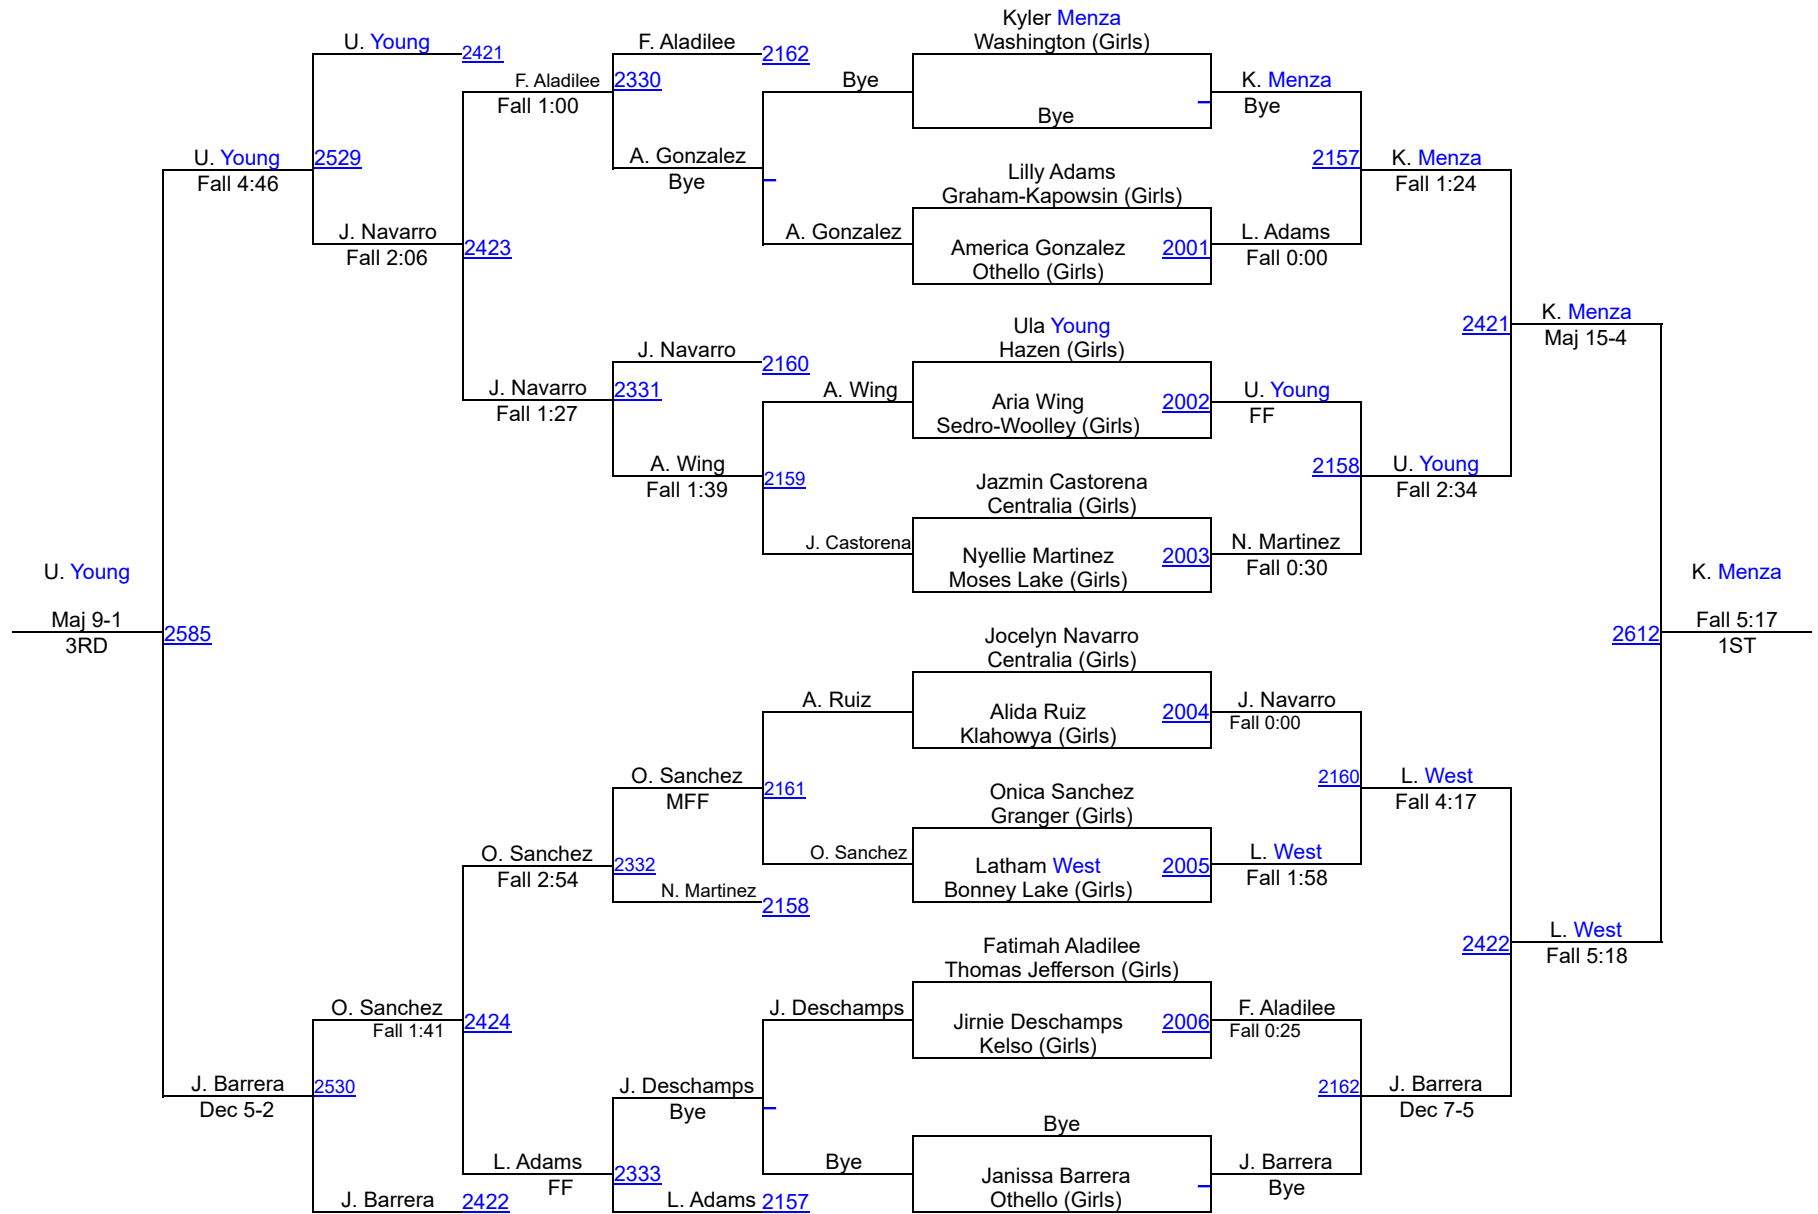 Kyler Menza
U. Young
F. Aladilee
Washington (Girls)
2421
2162
F. Aladilee
2330
Bye
K. Menza
Fall 1:00
Bye
Bye
U. Young
2529
A. Gonzalez
2157
K. Menza
Fall 4:46
Bye
Lilly Adams
Fall 1:24
Graham-Kapowsin (Girls)
J. Navarro
2423
A. Gonzalez
America Gonzalez
2001
L. Adams
Fall 2:06
Othello (Girls)
Fall 0:00
Ula Young
2421
K. Menza
J. Navarro
2160
Hazen (Girls)
Maj 15-4
J. Navarro
2331
A. Wing
Aria Wing
2002
U. Young
Fall 1:27
Sedro-Woolley (Girls)
FF
A. Wing
2159
Jazmin Castorena
2158
U. Young
Fall 1:39
Centralia (Girls)
Fall 2:34
J. Castorena
Nyellie Martinez
2003
N. Martinez
Moses Lake (Girls)
Fall 0:30
U. Young
K. Menza
Maj 9-1
2585
Jocelyn Navarro
2612
Fall 5:17
3RD
Centralia (Girls)
1ST
A. Ruiz
Alida Ruiz
2004
J. Navarro
Klahowya (Girls)
Fall 0:00
O. Sanchez
2161
Onica Sanchez
2160
L. West
MFF
Granger (Girls)
Fall 4:17
O. Sanchez
2332
O. Sanchez
Latham West
2005
L. West
Fall 2:54
N. Martinez
2158
Bonney Lake (Girls)
Fall 1:58
Fatimah Aladilee
2422
L. West
Thomas Jefferson (Girls)
Fall 5:18
O. Sanchez
2424
J. Deschamps
Jirnie Deschamps
2006
F. Aladilee
Fall 1:41
Kelso (Girls)
Fall 0:25
J. Barrera
2530
J. Deschamps
2162
J. Barrera
Dec 5-2
Bye
Bye
Dec 7-5
L. Adams
2333
Bye
Janissa Barrera
J. Barrera
FF
Othello (Girls)
Bye
J. Barrera
2422
L. Adams
2157